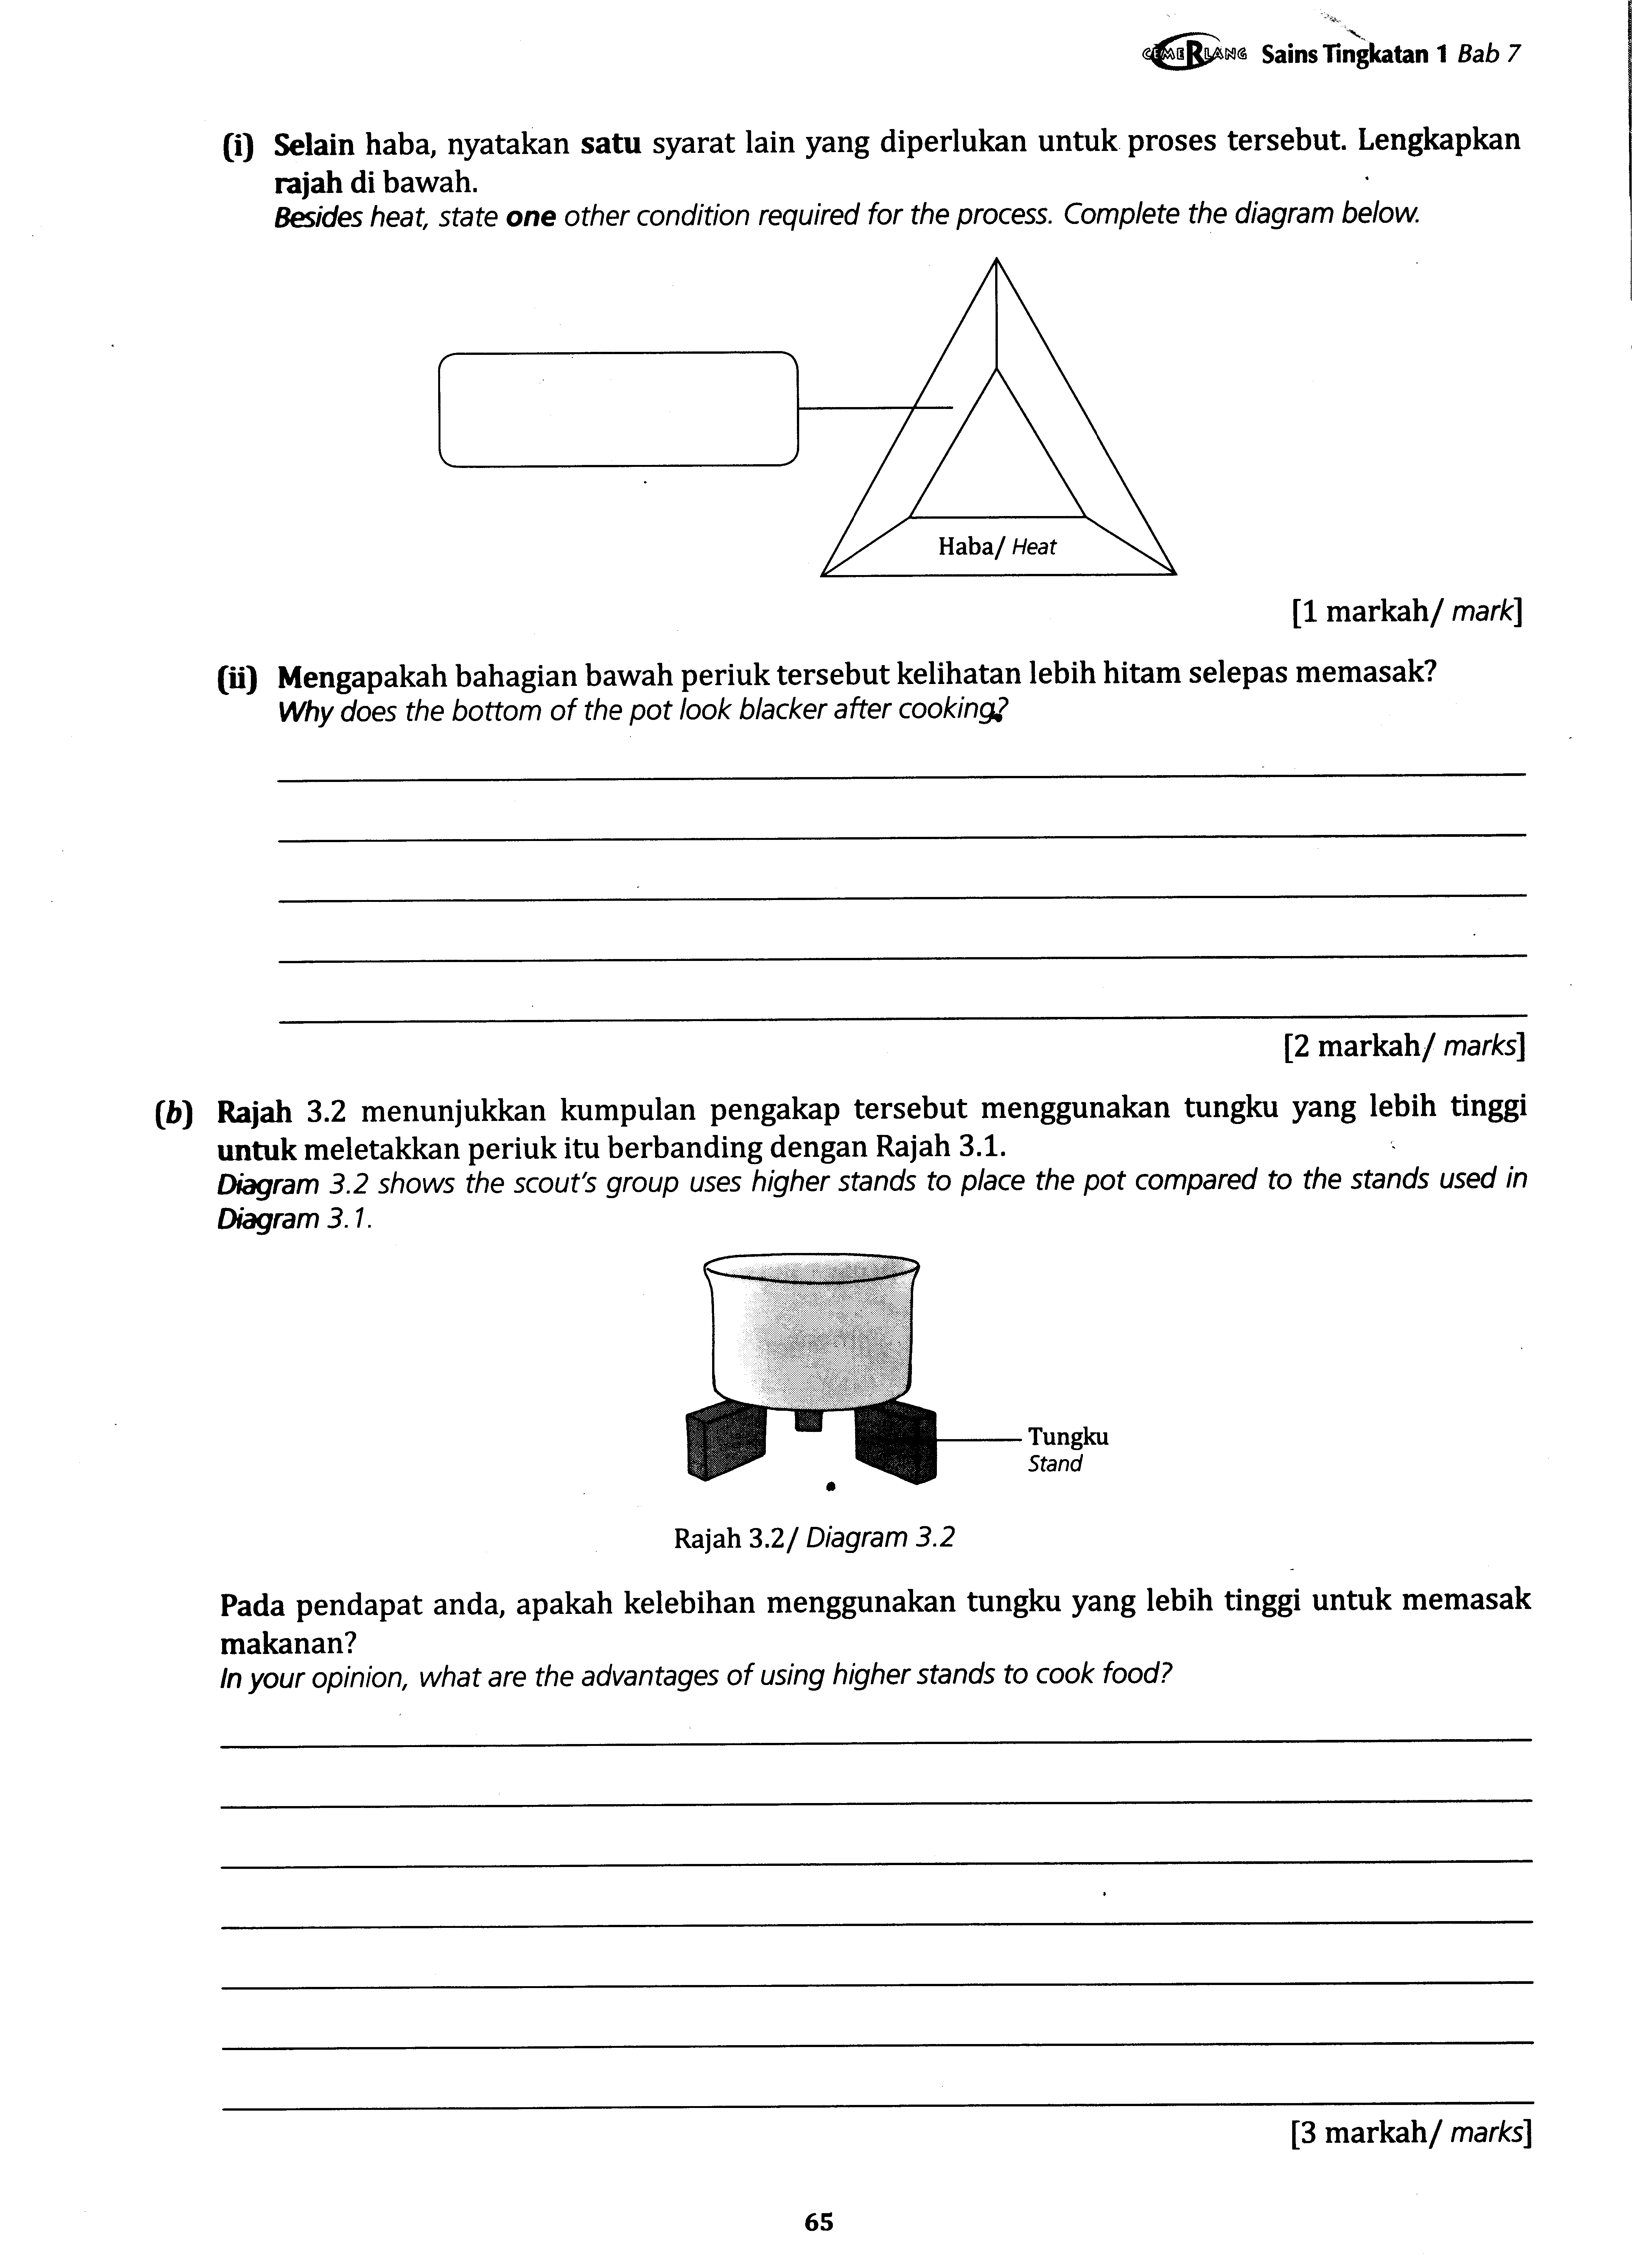 CEMERLANG Sains Tingkatan 1 Bab 7
(i) Selain haba, nyatakan satu syarat lain yang diperlukan untuk proses tersebut. Lengkapkan
rajah di bawah.
Besides heat, state one other condition required for the process. Complete the diagram below.
Haba/ Heat
[1 markah/ mark]
(ii) Mengapakah bahagian bawah periuk tersebut kelihatan lebih hitam selepas memasak?
Why does the bottom of the pot look blacker after cooking?
[2 markah/ marks]
(b) Rajah 3.2 menunjukkan kumpulan pengakap tersebut menggunakan tungku yang lebih tinggi
untuk meletakkan periuk itu berbanding dengan Rajah 3.1.
Diagram 3.2 shows the scout's group uses higher stands to place the pot compared to the stands used in
Diagram 3.1.
Tungku
Stand
Rajah 3.2/ Diagram 3.2
Pada pendapat anda, apakah kelebihan menggunakan tungku yang lebih tinggi untuk memasak
makanan?
In your opinion, what are the advantages of using higher stands to cook food?
[3 markah/ marks]
65